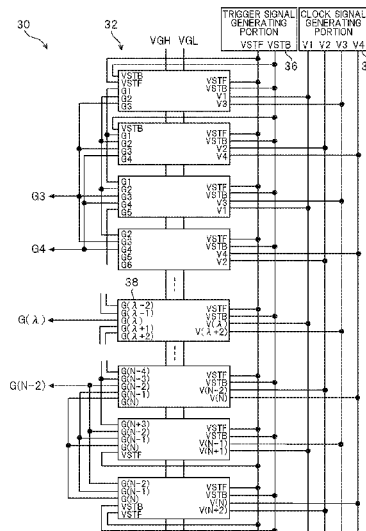 30
32
VGH VGL
TRIGGER SIGNAL GENERATING PORTION
VSTF VSTB
36
CLOCK SIGNAL GENERATING PORTION
V1 V2 V3 V4
3
VSTB
VSTF
G1
G2
G3
VSTF
VSTB
V1
V3
VSTB
G1
G2
G3
G4
VSTF
VSTB
V2
V4
G3
G1
G2
G3
G4
G5
VSTF
VSTB
V3
V1
G4
G2
G3
G4
G5
G6
VSTF
VSTB
V4
V2
38
G(λ)
G(λ-2)
G(λ-1)
G(λ)
G(λ+1)
G(λ+2)
VSTF
VSTB
V(λ)
V(λ+2)
G(N-2)
G(N-4)
G(N-3)
G(N-2)
G(N-1)
G(N)
VSTF
VSTB
V(N-2)
V(N)
G(N+3)
G(N-2)
G(N-1)
G(N)
VSTF
VSTF
VSTB
V(N-1)
V(N+1)
G(N-2)
G(N-1)
G(N)
VSTB
VSTF
VSTF
VSTB
V(N)
V(N+2)